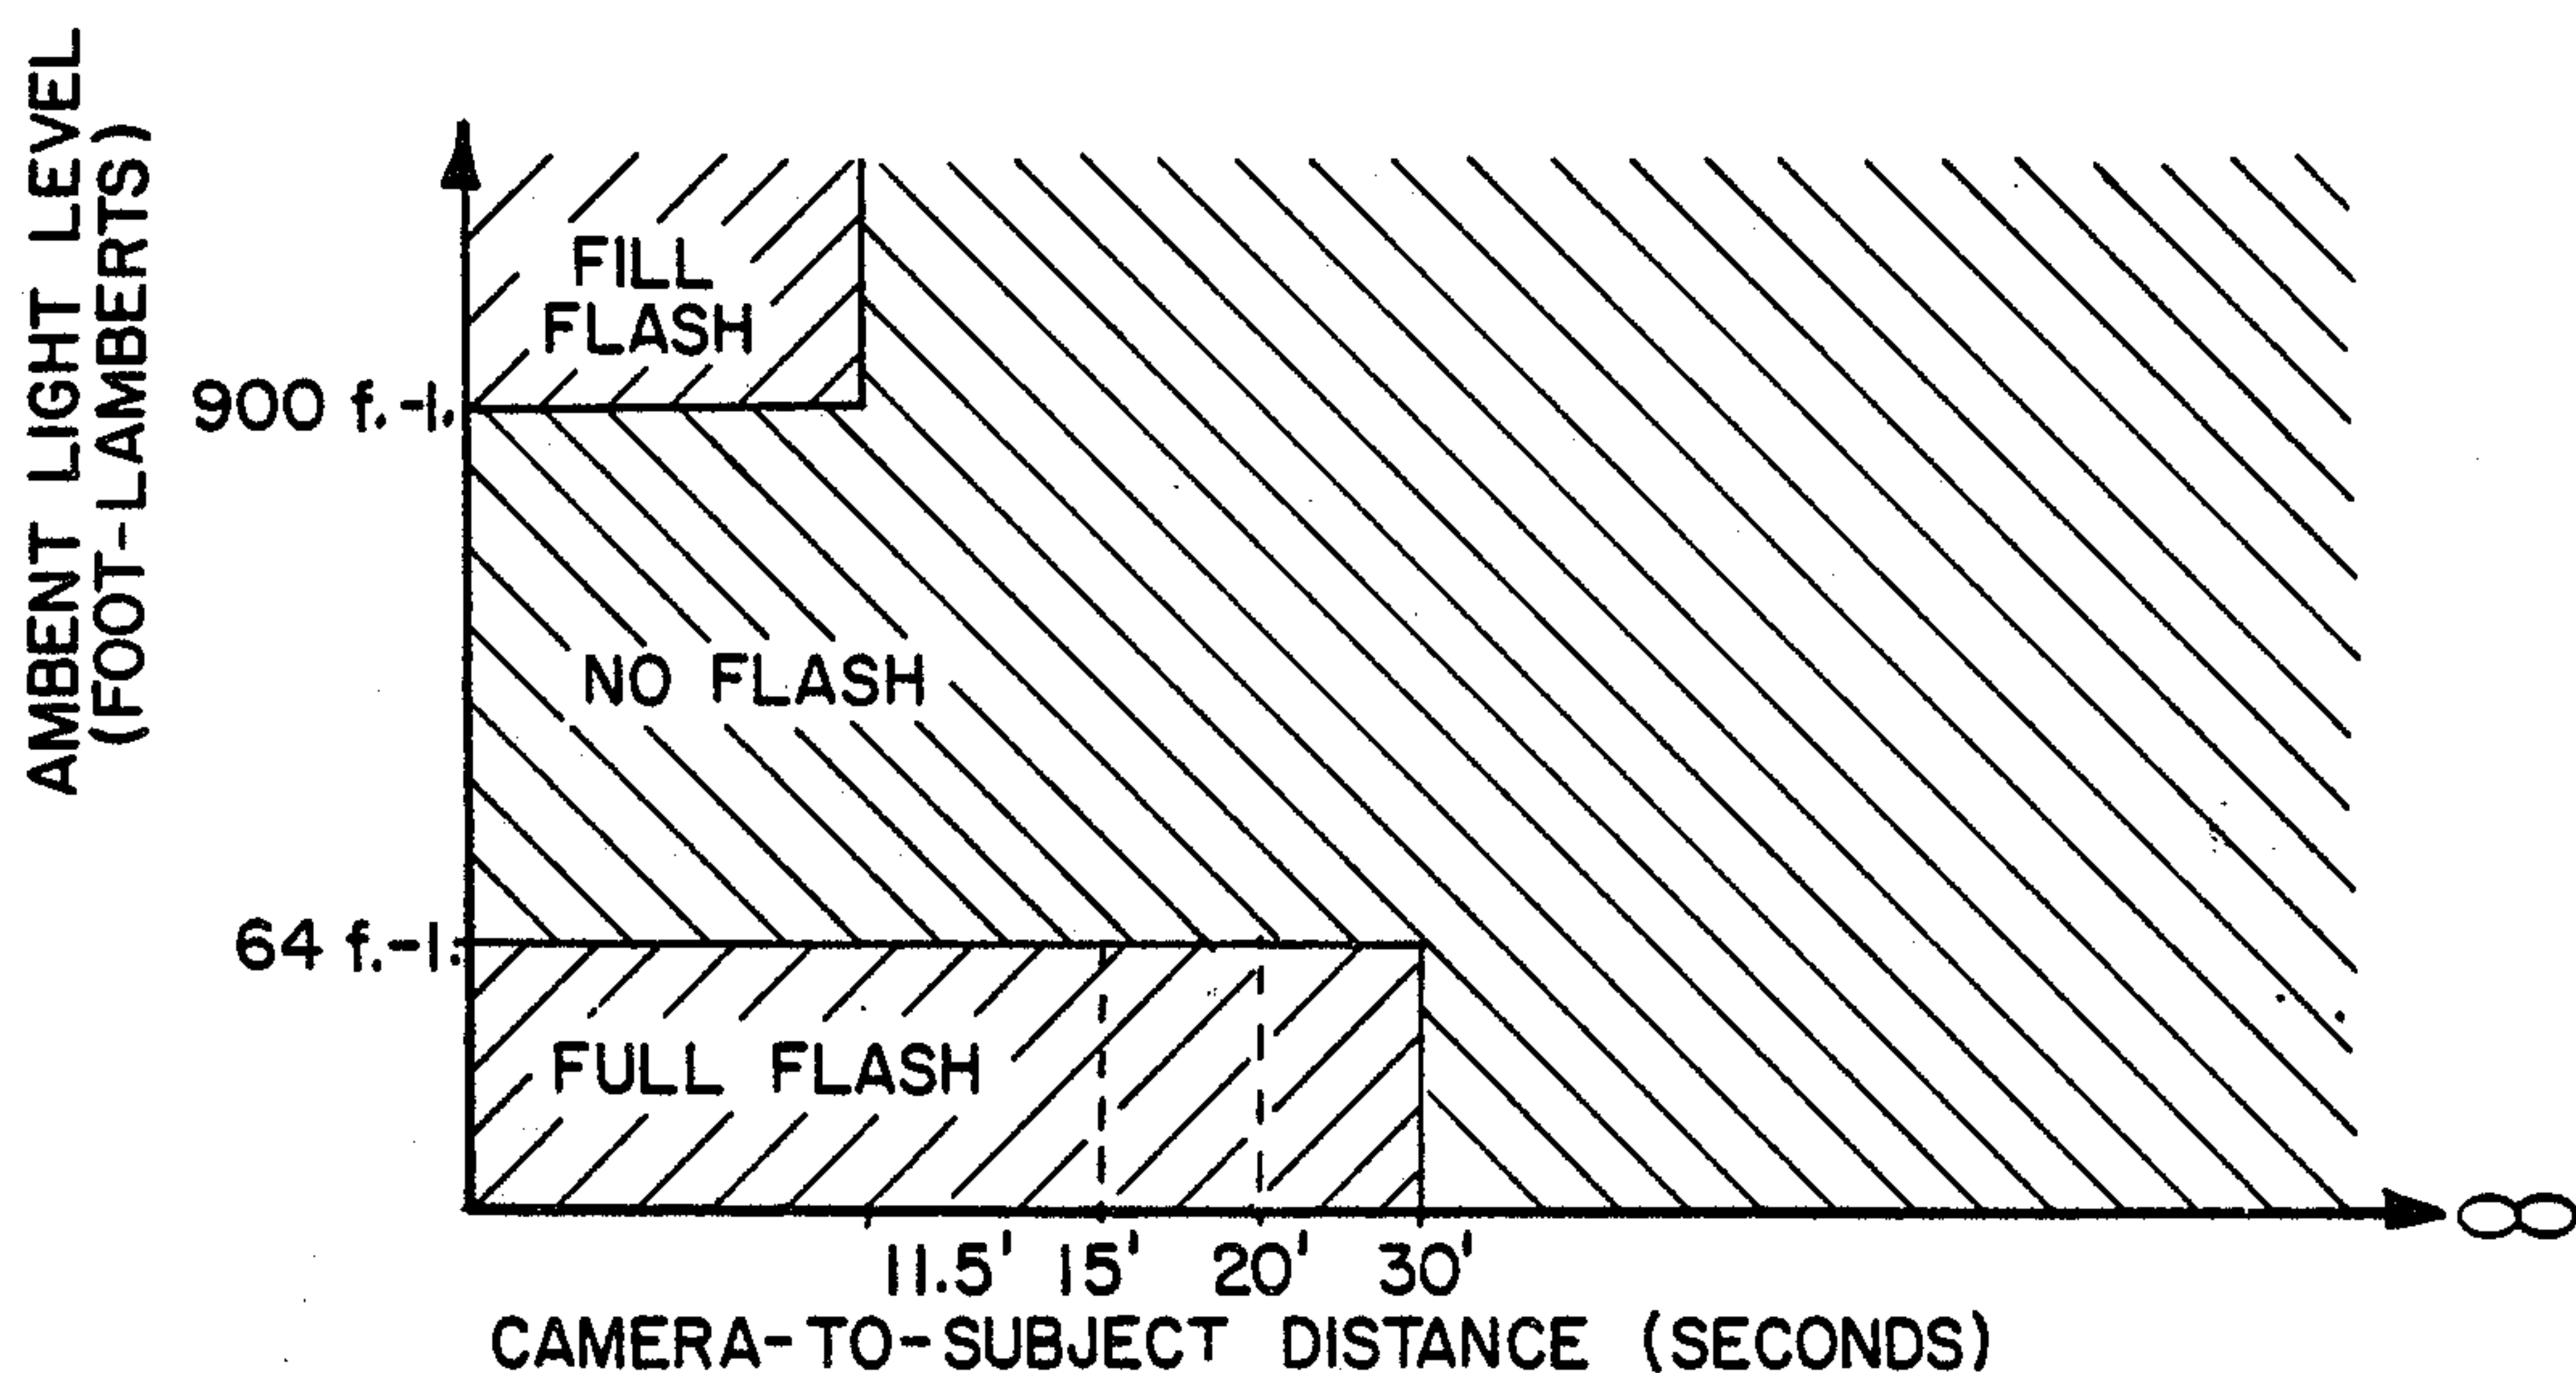 AMBENT LIGHT LEVEL
(FOOT-LAMBERTS)
FILL
FLASH
900 f.-l.
NO FLASH
64 f.-l.
FULL FLASH
11.5' 15' 20' 30'
∞
CAMERA-TO-SUBJECT DISTANCE (SECONDS)